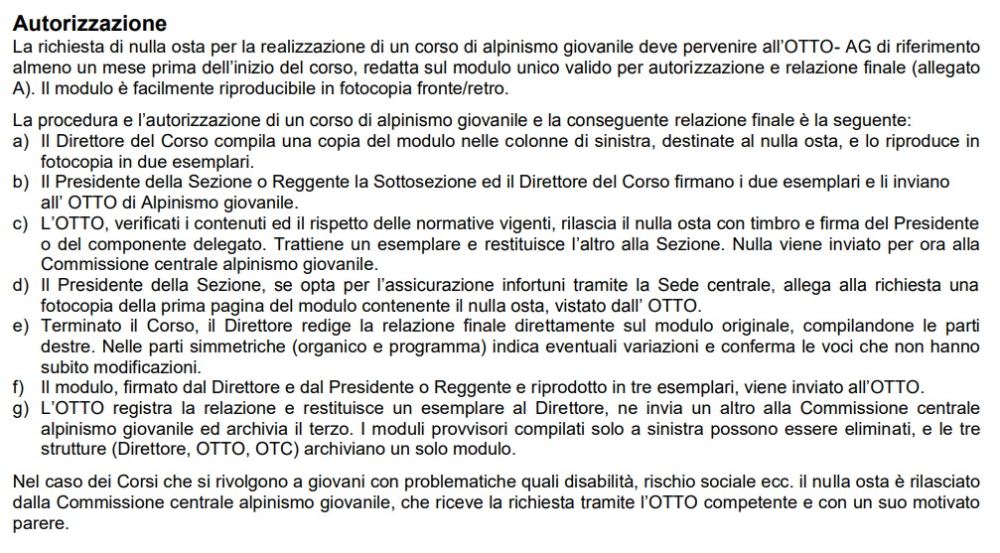 Autorizzazione
La richiesta di nulla osta per la realizzazione di un corso di alpinismo giovanile deve pervenire all’OTTO- AG di riferimento
almeno un mese prima dell’inizio del corso, redatta sul modulo unico valido per autorizzazione e relazione finale (allegato
A). Il modulo è facilmente riproducibile in fotocopia fronte/retro.
La procedura e l’autorizzazione di un corso di alpinismo giovanile e la conseguente relazione finale è la seguente:
a) Il Direttore del Corso compila una copia del modulo nelle colonne di sinistra, destinate al nulla osta, e lo riproduce in
fotocopia in due esemplari.
b) Il Presidente della Sezione o Reggente la Sottosezione ed il Direttore del Corso firmano i due esemplari e li inviano
all’ OTTO di Alpinismo giovanile.
c) L’OTTO, verificati i contenuti ed il rispetto delle normative vigenti, rilascia il nulla osta con timbro e firma del Presidente
o del componente delegato. Trattiene un esemplare e restituisce l’altro alla Sezione. Nulla viene inviato per ora alla
Commissione centrale alpinismo giovanile.
d) Il Presidente della Sezione, se opta per l’assicurazione infortuni tramite la Sede centrale, allega alla richiesta una
fotocopia della prima pagina del modulo contenente il nulla osta, vistato dall’ OTTO.
e) Terminato il Corso, il Direttore redige la relazione finale direttamente sul modulo originale, compilandone le parti
destre. Nelle parti simmetriche (organico e programma) indica eventuali variazioni e conferma le voci che non hanno
subito modificazioni.
f) Il modulo, firmato dal Direttore e dal Presidente o Reggente e riprodotto in tre esemplari, viene inviato all’OTTO.
g) L’OTTO registra la relazione e restituisce un esemplare al Direttore, ne invia un altro alla Commissione centrale
alpinismo giovanile ed archivia il terzo. I moduli provvisori compilati solo a sinistra possono essere eliminati, e le tre
strutture (Direttore, OTTO, OTC) archiviano un solo modulo.
Nel caso dei Corsi che si rivolgono a giovani con problematiche quali disabilità, rischio sociale ecc. il nulla osta è rilasciato
dalla Commissione centrale alpinismo giovanile, che riceve la richiesta tramite l’OTTO competente e con un suo motivato
parere.